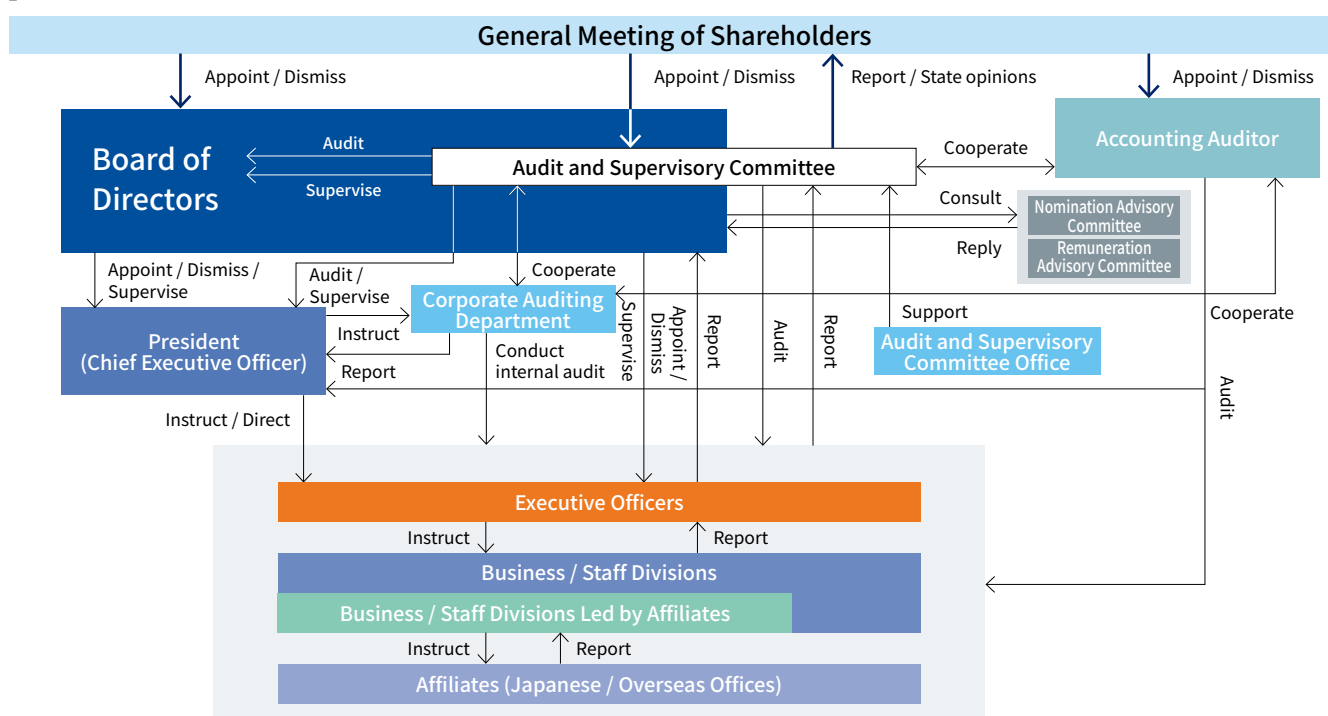 General Meeting of Shareholders
Appoint / Dismiss
Appoint / Dismiss
Report / State opinions
Appoint / Dismiss
Board of
Directors
Audit
Supervise
Audit and Supervisory Committee
Cooperate
Accounting Auditor
Consult
Reply
Nomination Advisory
Committee
Remuneration
Advisory Committee
Appoint / Dismiss /
Supervise
Audit /
Supervise
Cooperate
Corporate Auditing
Department
President
(Chief Executive Officer)
Instruct
Report
Conduct
internal audit
Supervise
Appoint /
Dismiss
Report
Audit
Report
Support
Audit and Supervisory
Committee Office
Cooperate
Audit
Instruct / Direct
Executive Officers
Instruct
Report
Business / Staff Divisions
Business / Staff Divisions Led by Affiliates
Instruct
Report
Affiliates (Japanese / Overseas Offices)